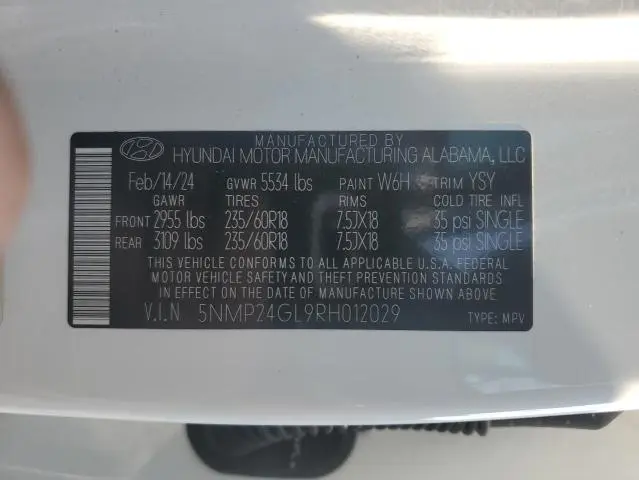 MANUFACTURED BY
HYUNDAI MOTOR MANUFACTURING ALABAMA, LLC
Feb/14/24 GVWR 5534 lbs PAINT W6H TRIM YSY
GAWR TIRES RIMS COLD TIRE INFL
FRONT 2955 lbs 235/60R18 7.5JX18 35 psi SINGLE
REAR 3109 lbs 235/60R18 7.5JX18 35 psi SINGLE
THIS VEHICLE CONFORMS TO ALL APPLICABLE U.S.A. FEDERAL
MOTOR VEHICLE SAFETY AND THEFT PREVENTION STANDARDS
IN EFFECT ON THE DATE OF MANUFACTURE SHOWN ABOVE
V.I.N 5NMP24GL9RH012029 TYPE: MPV